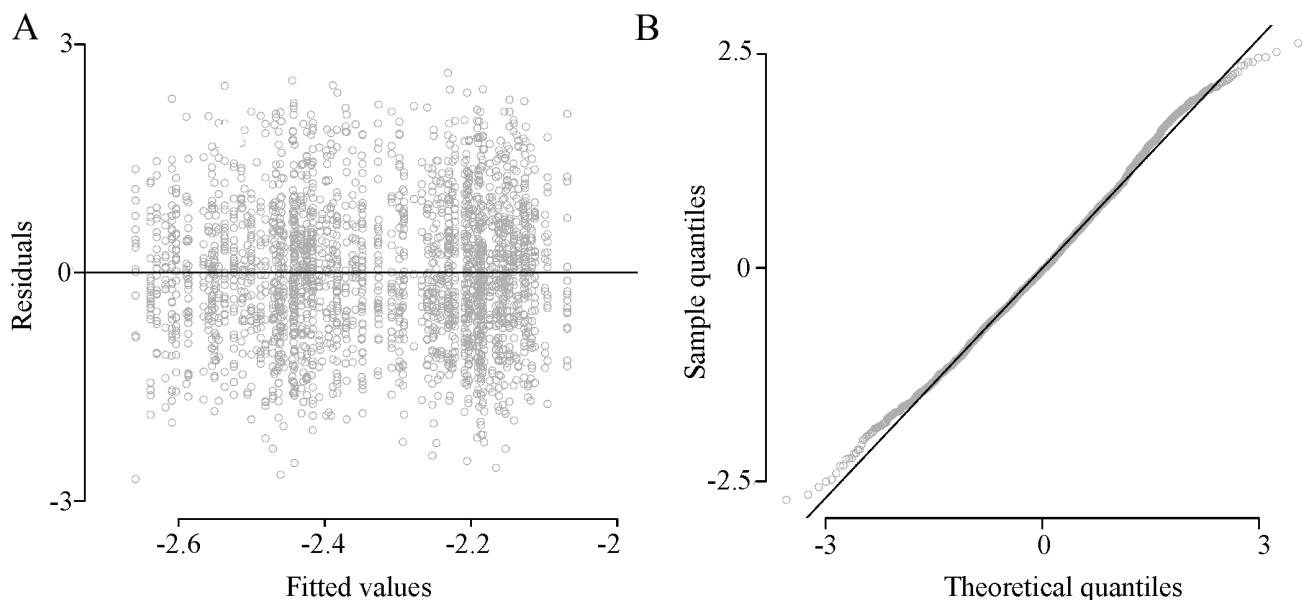 A
3
0
-3
Residuals
-2.6
-2.4
-2.2
-2
Fitted values
B
2.5
0
-2.5
Sample quantiles
-3
0
3
Theoretical quantiles